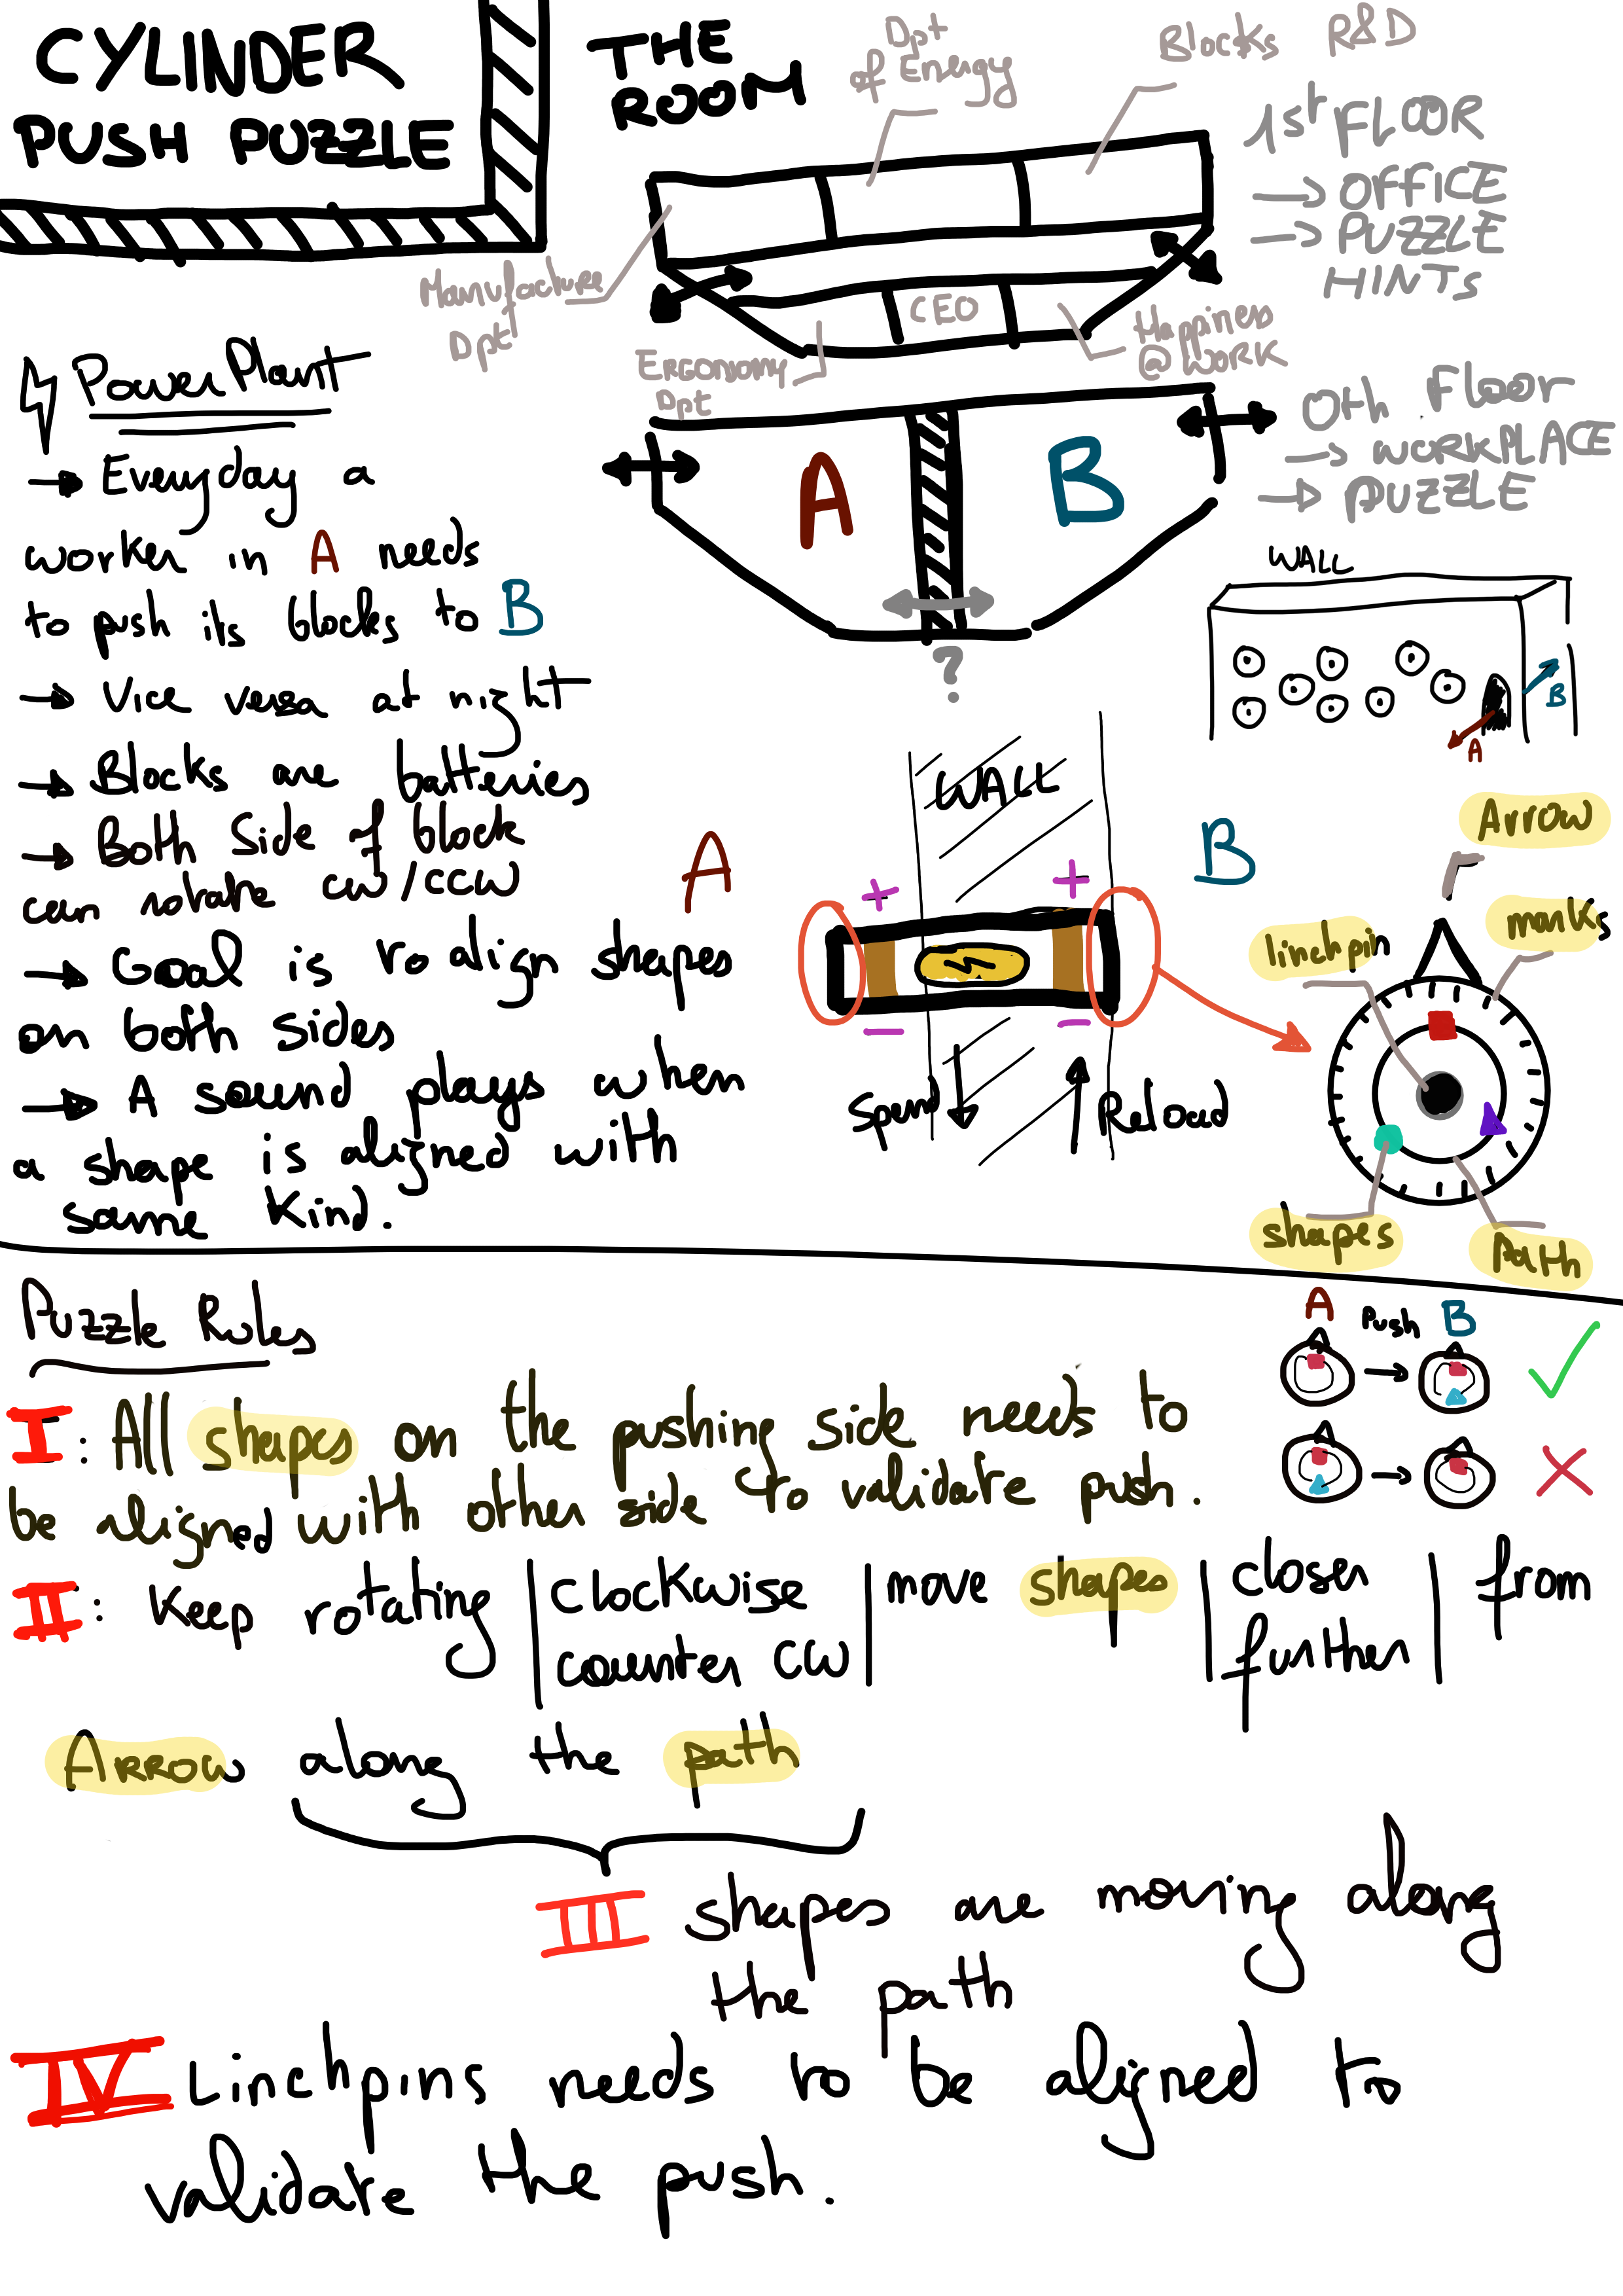 CYLINDER
PUSH PUZZLE
THE
ROOM
Dpt
of Energy
Blocks R&D
Manufacture
Dpt
Ergonomy
Dpt
CEO
Happiness
@ WORK
1st Floor
→ OFFICE
→ PUZZLE
HINTs
0th Floor
→ WORKPLACE
→ PUZZLE
A
B
?
WALL
A
B
Power Plant
→ Everyday a
worker in A needs
to push its blocks to B
→ Vice versa at night
→ Blocks are batteries
→ Both Side of block
can rotate cw/ccw
→ Goal is to align shapes
on both sides
→ A sound plays when
a shape is aligned with
same kind.
WALL
A
B
+
+
-
-
Spend
Reload
Arrow
marks
linchpin
shapes
Path
Puzzle Rules
A Push B
I : All shapes on the pushing side needs to
be aligned with other side to validate push.
II : Keep rotating | clockwise | move shapes | closer | from
counter cw | further
Arrow along the path
III shapes are moving along
the path
IV Linchpins needs to be aligned to
validate the push.